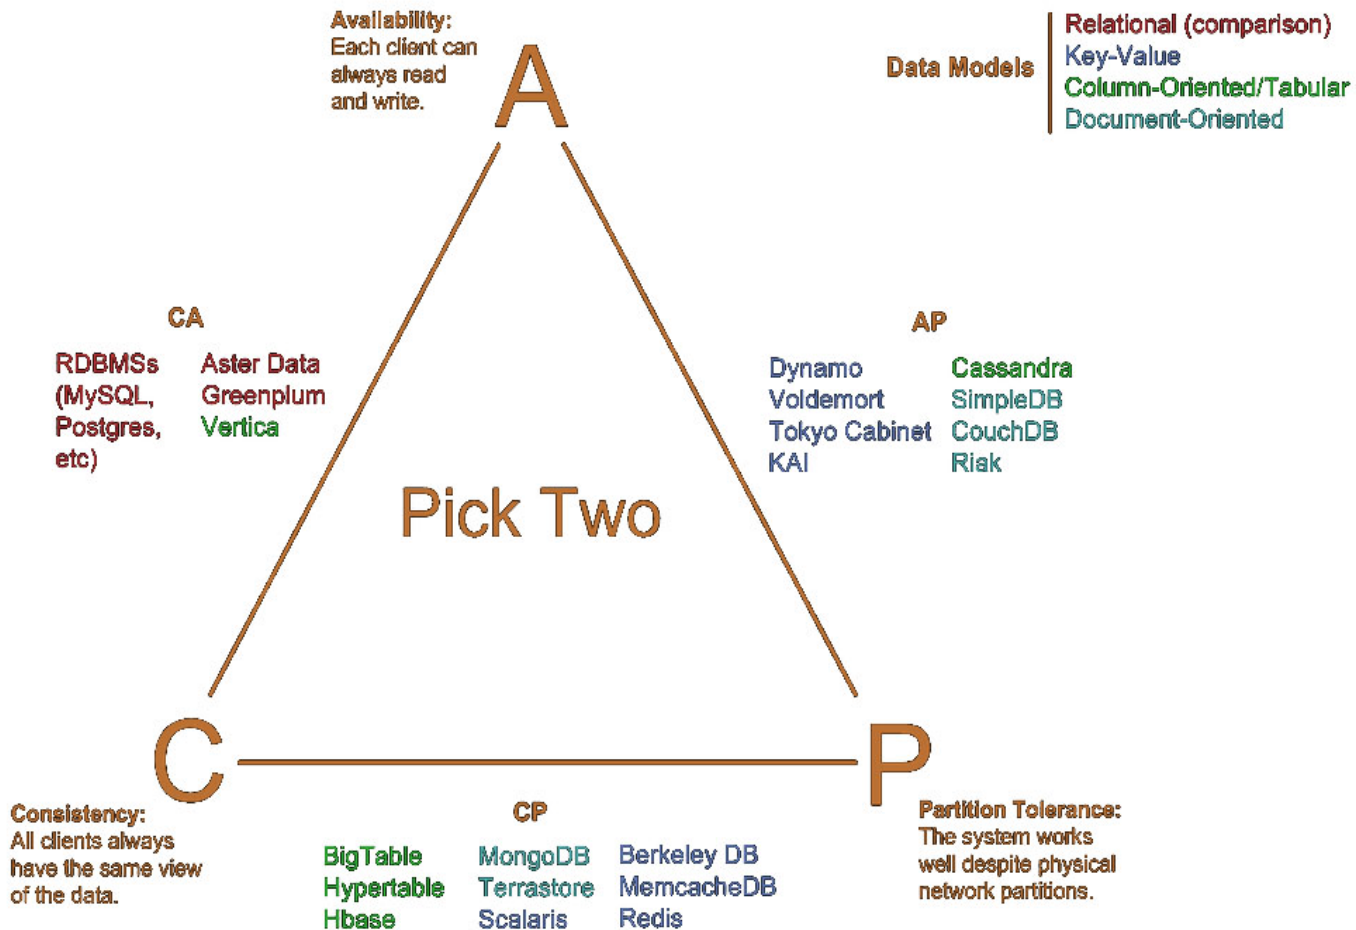 Availability:
Each client can
always read
and write.
A
Data Models
Relational (comparison)
Key-Value
Column-Oriented/Tabular
Document-Oriented
CA
RDBMSs
(MySQL,
Postgres,
etc)
Aster Data
Greenplum
Vertica
AP
Dynamo
Voldemort
Tokyo Cabinet
KAI
Cassandra
SimpleDB
CouchDB
Riak
Pick Two
C
Consistency:
All clients always
have the same view
of the data.
CP
BigTable
Hypertable
Hbase
MongoDB
Terrastore
Scalaris
Berkeley DB
MemcacheDB
Redis
P
Partition Tolerance:
The system works
well despite physical
network partitions.